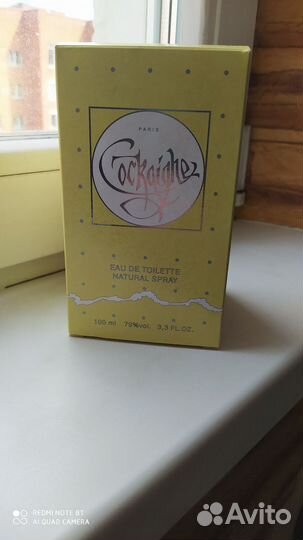 PARIS
Cockaigne
EAU DE TOILETTE
NATURAL SPRAY
100 ml 79%vol. 3,3 FL.OZ.
REDMI NOTE 8T
AI QUAD CAMERA
Avito